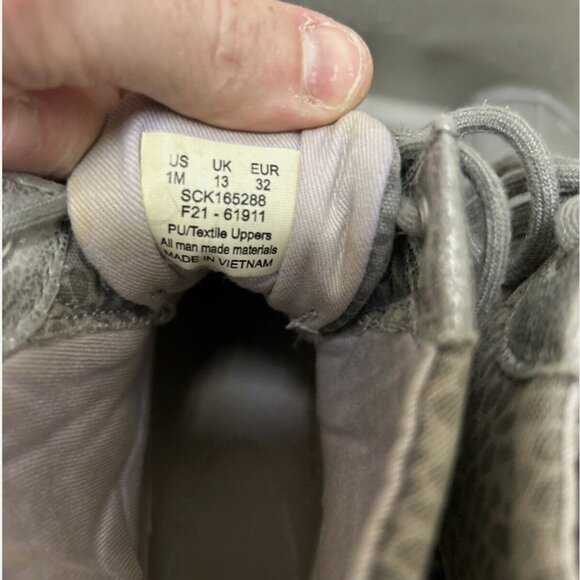 US UK EUR
1M 13 32
SCK165288
F21 - 61911
PU/Textile Uppers
All man made materials
MADE IN VIETNAM